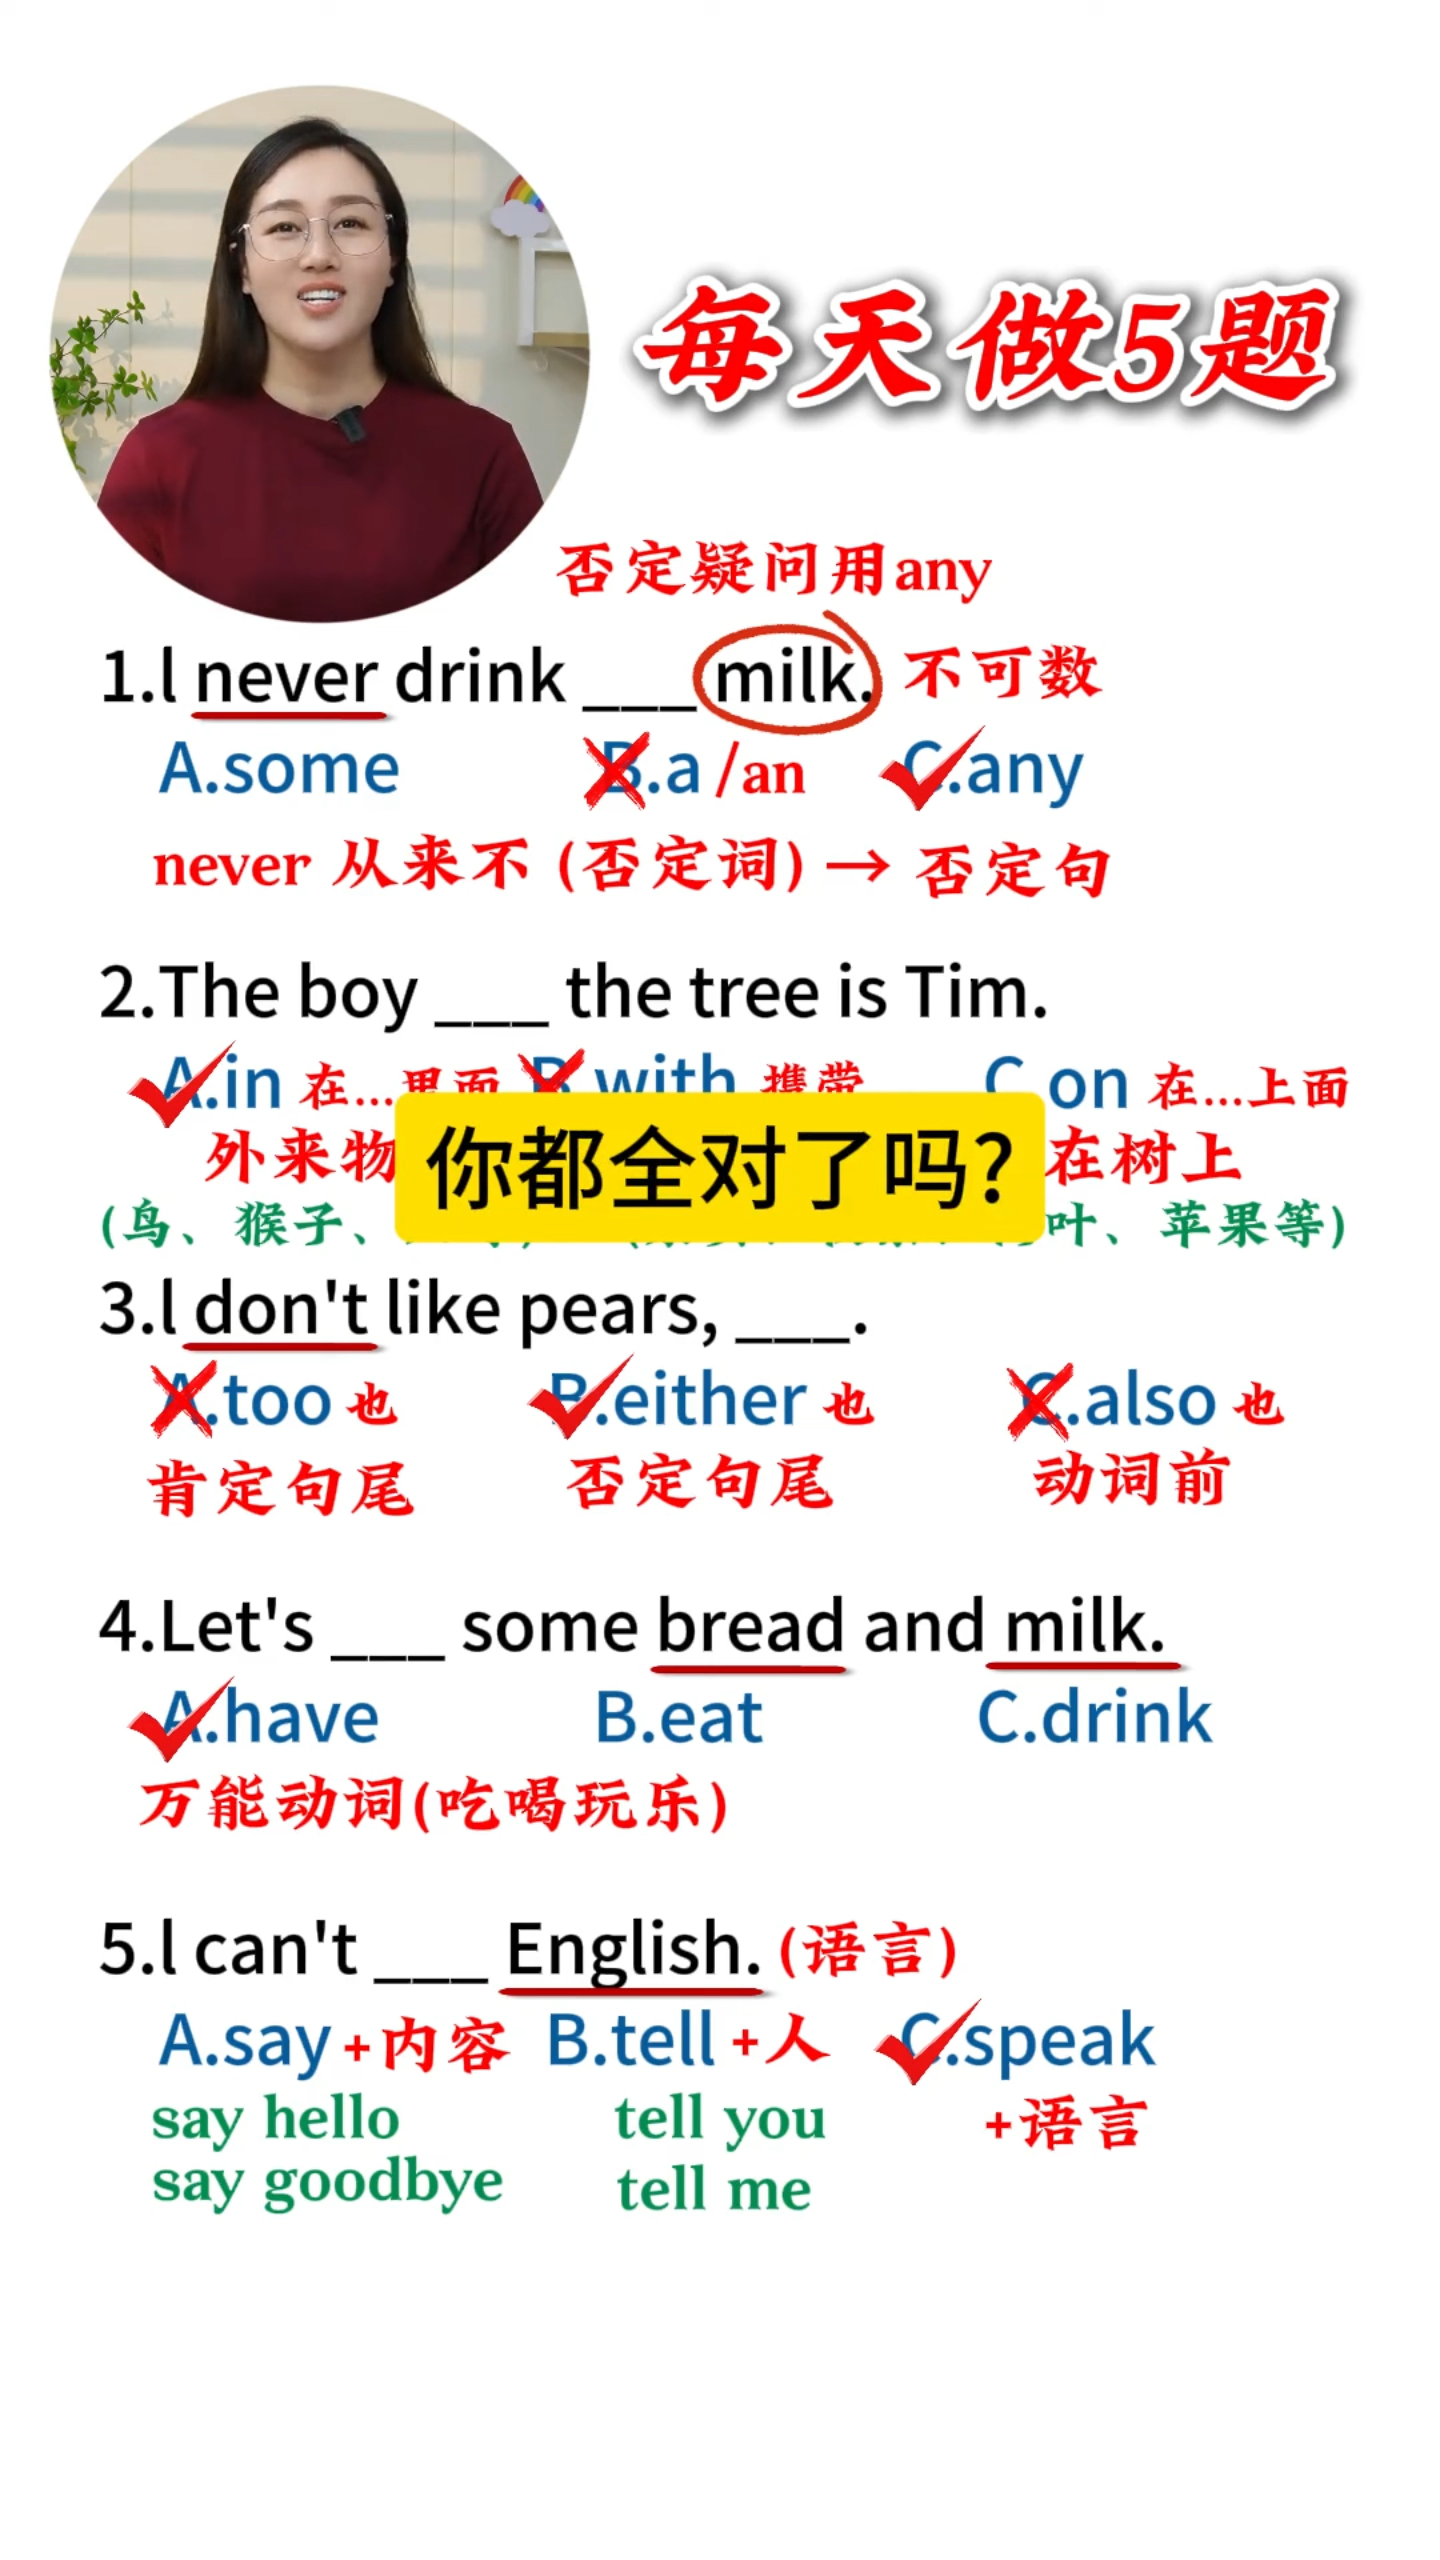 每天做5题
否定疑问用any
1.l never drink ___ milk. 不可数
A.some B.a /an C.any
never 从来不 (否定词) → 否定句
2.The boy ___ the tree is Tim.
A.in 在...里面 B.with 携带 C.on 在...上面
外来物 在树上
你都全对了吗?
(鸟、猴子、 叶、苹果等)
3.l don't like pears, ___.
A.too 也 B.either 也 C.also 也
肯定句尾 否定句尾 动词前
4.Let's ___ some bread and milk.
A.have B.eat C.drink
万能动词(吃喝玩乐)
5.l can't ___ English. (语言)
A.say +内容 B.tell +人 C.speak
say hello tell you +语言
say goodbye tell me